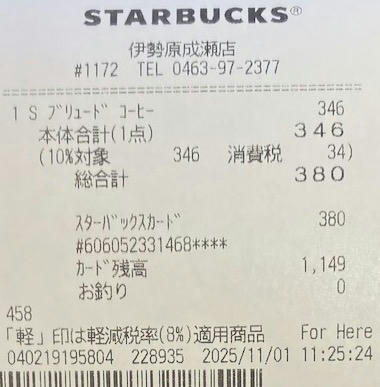 STARBUCKS®
伊勢原成瀬店
#1172 TEL 0463-97-2377
1 S ﾌﾞﾘｭｰﾄﾞ ｺｰﾋｰ 346
本体合計(1点) 346
(10%対象 346 消費税 34)
総合計 380
ｽﾀｰﾊﾞｯｸｽｶｰﾄﾞ 380
#606052331468****
ｶｰﾄﾞ残高 1,149
お釣り 0
458
「軽」印は軽減税率(8%)適用商品 For Here
040219195804 228935 2025/11/01 11:25:24